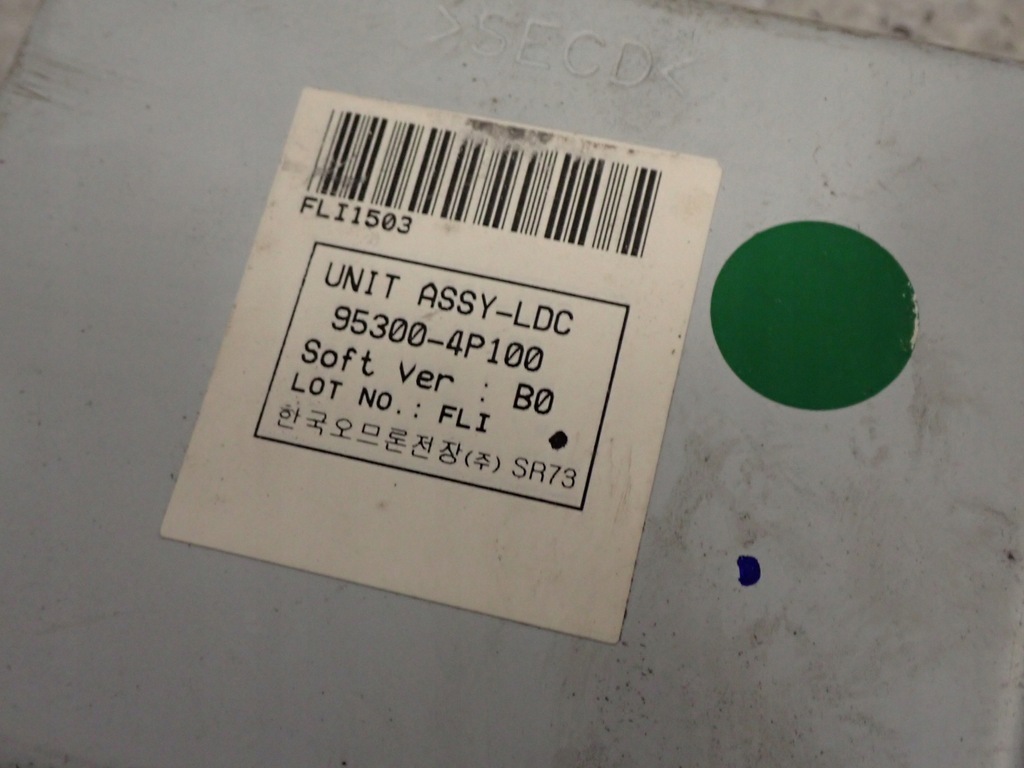 >SECD<
FLI1503
UNIT ASSY-LDC
95300-4P100
Soft Ver : B0
LOT NO.: FLI
한국오므론전장(주) SR73